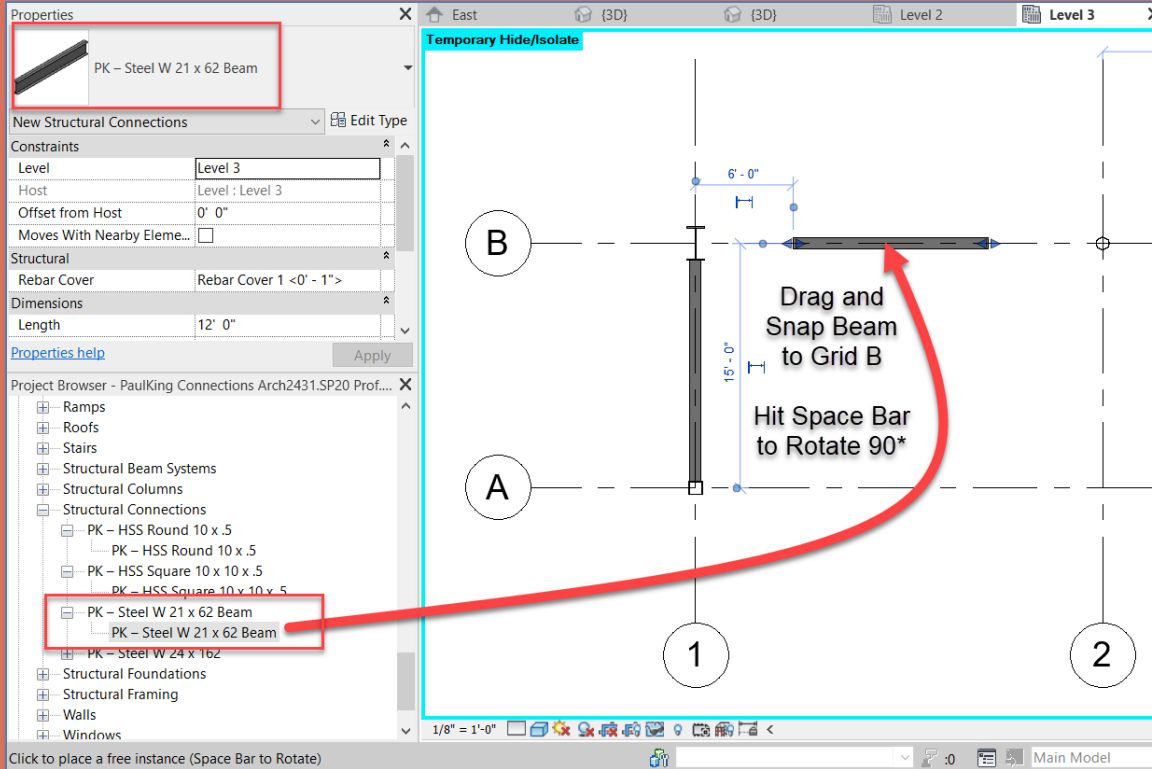 Properties
PK – Steel W 21 x 62 Beam
New Structural Connections
Edit Type
Constraints
Level
Level 3
Host
Level : Level 3
Offset from Host
0'  0"
Moves With Nearby Eleme...
Structural
Rebar Cover
Rebar Cover 1 <0' - 1">
Dimensions
Length
12'  0"
Properties help
Apply
Project Browser - PaulKing Connections Arch2431.SP20 Prof....
Ramps
Roofs
Stairs
Structural Beam Systems
Structural Columns
Structural Connections
PK – HSS Round 10 x .5
PK – HSS Round 10 x .5
PK – HSS Square 10 x 10 x .5
PK – HSS Square 10 x 10 x .5
PK – Steel W 21 x 62 Beam
PK – Steel W 21 x 62 Beam
PK – Steel W 24 x 162
Structural Foundations
Structural Framing
Walls
Windows
East
{3D}
{3D}
Level 2
Level 3
Temporary Hide/Isolate
6' - 0"
B
Drag and
Snap Beam
to Grid B
15' - 0"
Hit Space Bar
to Rotate 90*
A
1
2
1/8" = 1'-0"
Click to place a free instance (Space Bar to Rotate)
:0
Main Model